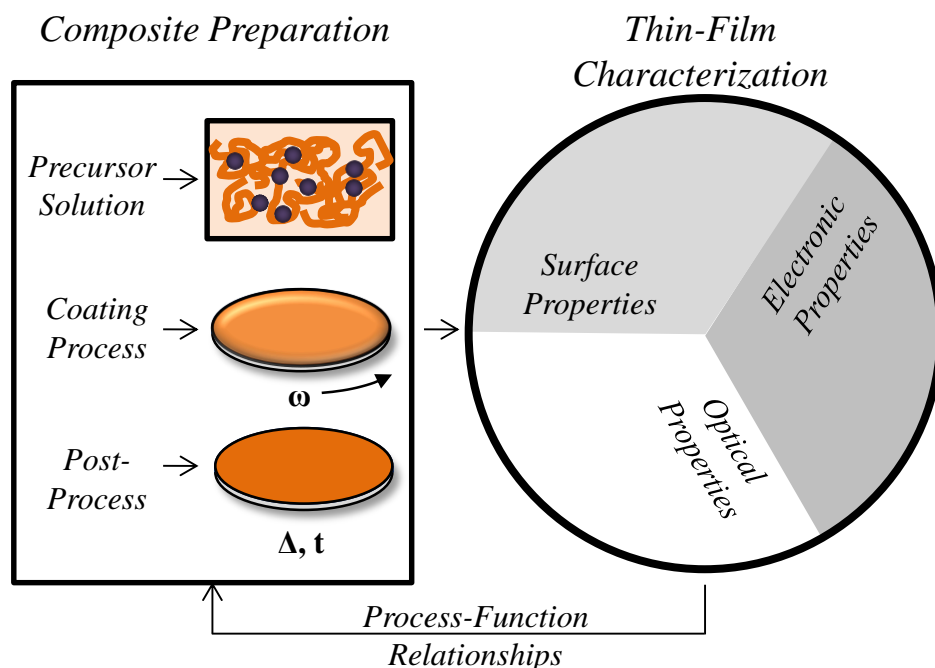 Composite Preparation
Thin-Film
Characterization
Precursor
Solution
Coating
Process
ω
Post-
Process
Δ, t
Surface
Properties
Electronic
Properties
Optical
Properties
Process-Function
Relationships